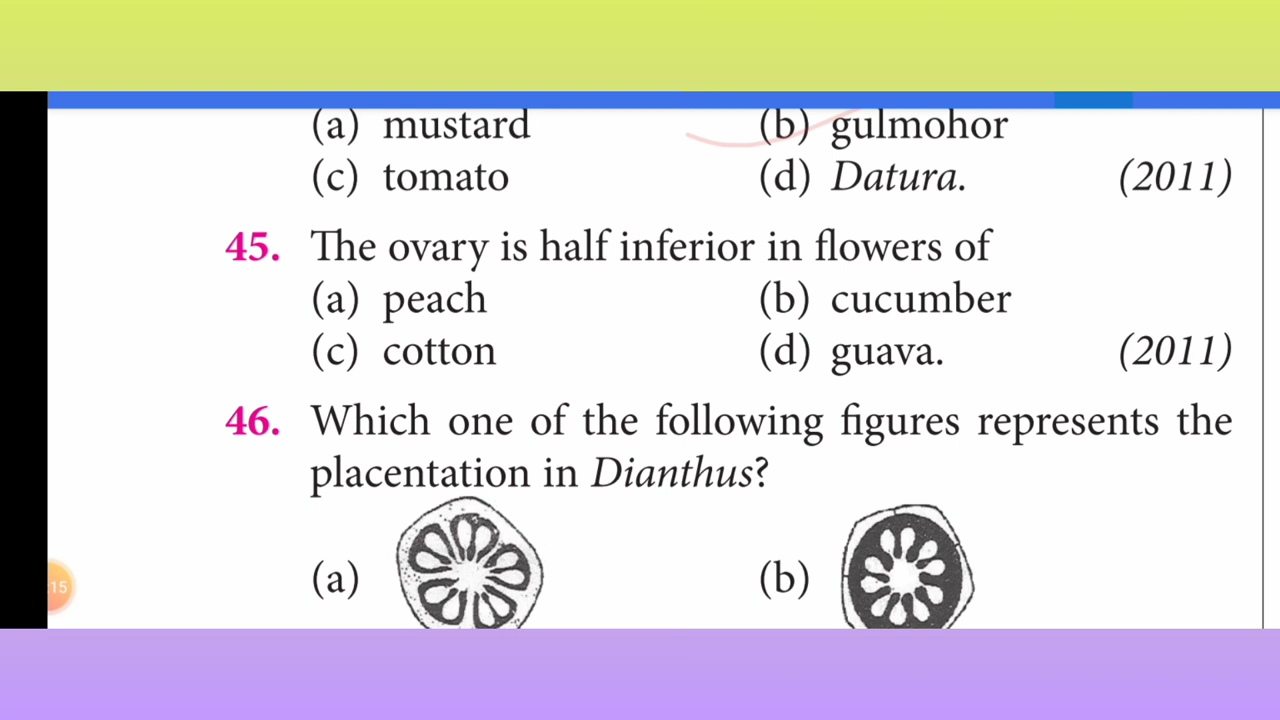 (a) mustard (b) gulmohor
(c) tomato (d) Datura. (2011)
45. The ovary is half inferior in flowers of
(a) peach (b) cucumber
(c) cotton (d) guava. (2011)
46. Which one of the following figures represents the
placentation in Dianthus?
(a) (b)
15